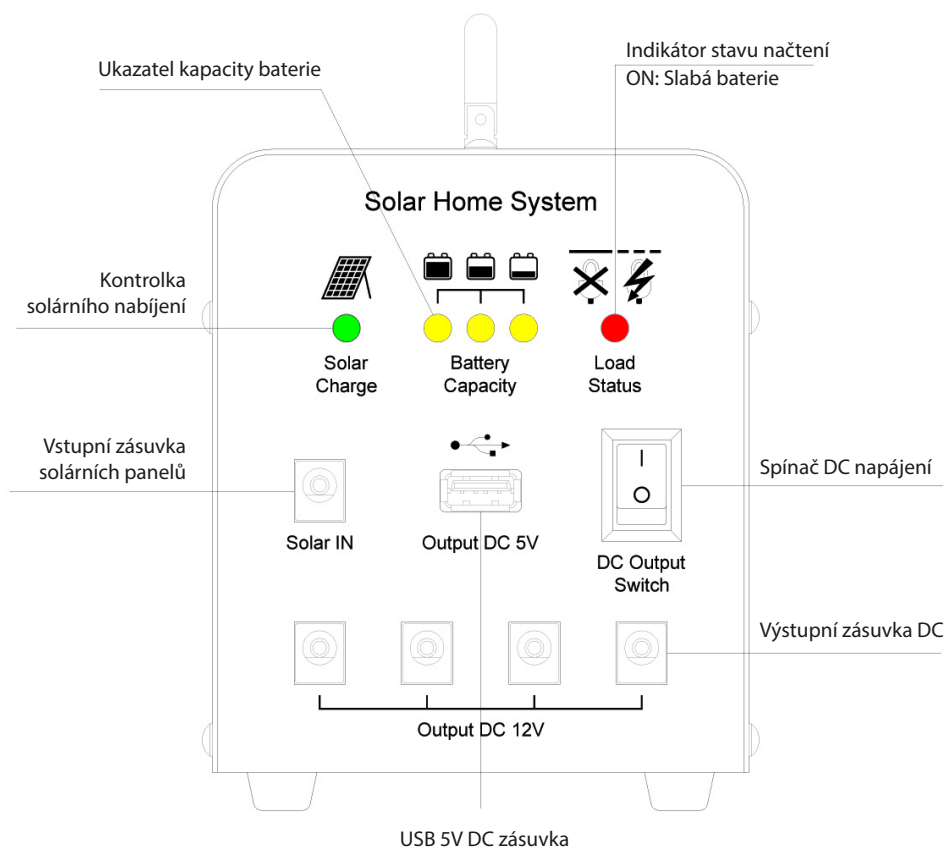 Ukazatel kapacity baterie
Indikátor stavu načtení
ON: Slabá baterie
Solar Home System
Kontrolka
solárního nabíjení
Solar
Charge
Battery
Capacity
Load
Status
Vstupní zásuvka
solárních panelů
Spínač DC napájení
Solar IN
Output DC 5V
DC Output
Switch
Výstupní zásuvka DC
Output DC 12V
USB 5V DC zásuvka